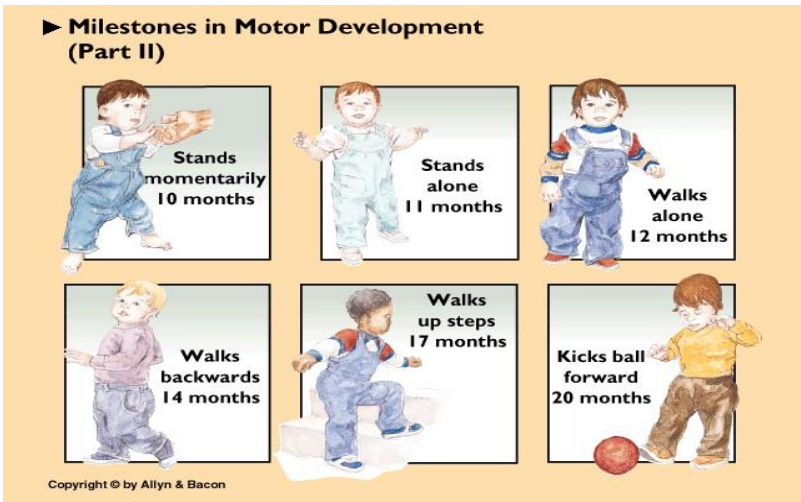 ► Milestones in Motor Development
(Part II)
Stands
momentarily
10 months
Stands
alone
11 months
Walks
alone
12 months
Walks
backwards
14 months
Walks
up steps
17 months
Kicks ball
forward
20 months
Copyright © by Allyn & Bacon